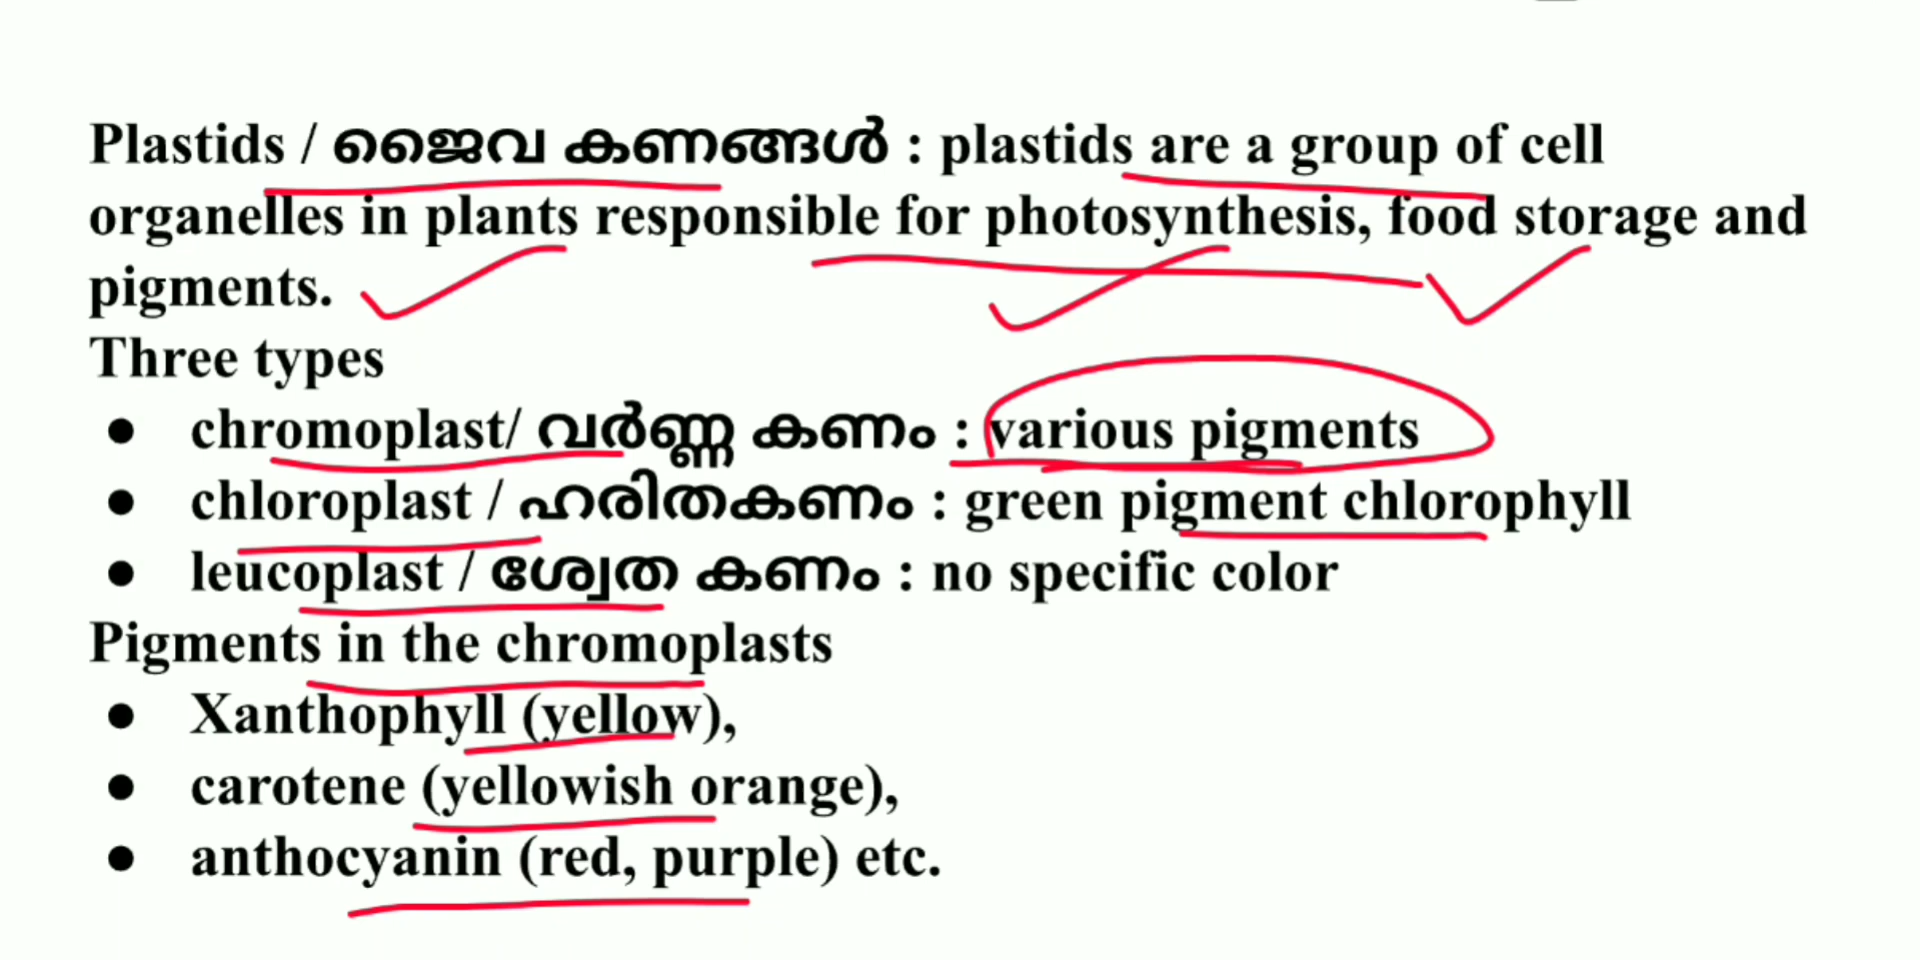 Plastids / ജൈവ കണങ്ങൾ : plastids are a group of cell
organelles in plants responsible for photosynthesis, food storage and
pigments.
Three types
● chromoplast/ വർണ്ണ കണം : various pigments
● chloroplast / ഹരിതകണം : green pigment chlorophyll
● leucoplast / ശ്വേത കണം : no specific color
Pigments in the chromoplasts
● Xanthophyll (yellow),
● carotene (yellowish orange),
● anthocyanin (red, purple) etc.